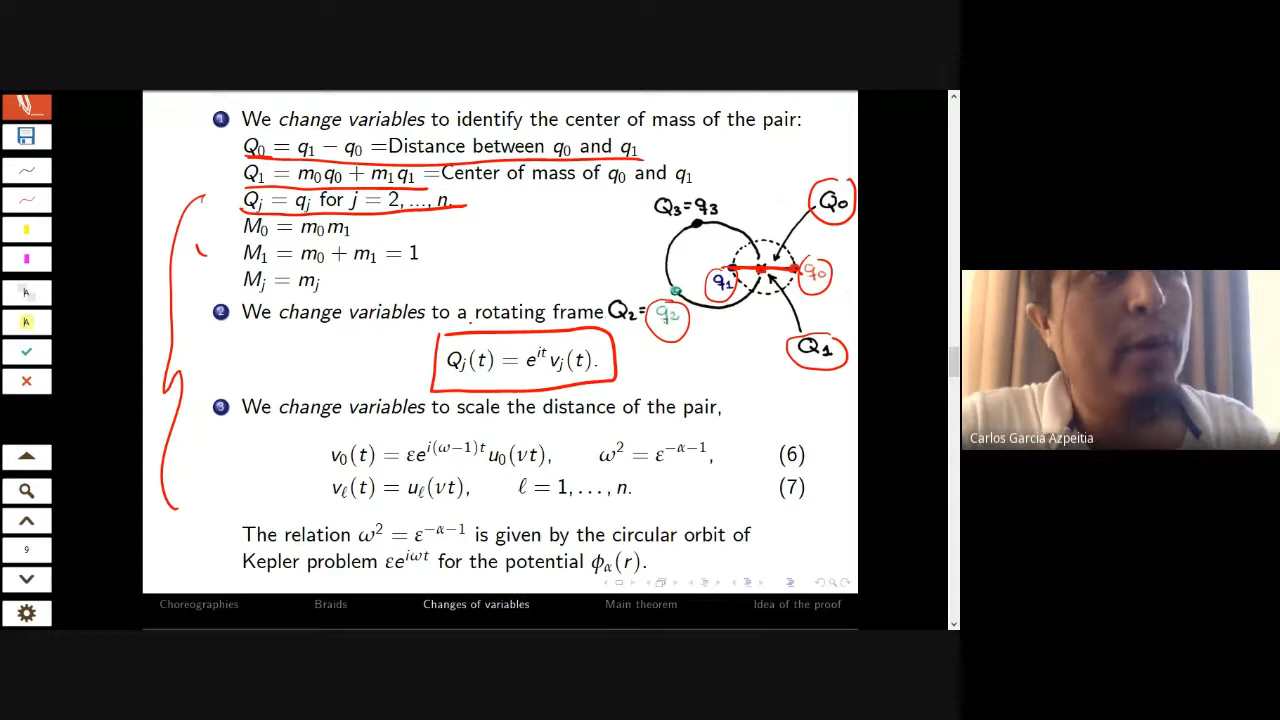 1 We change variables to identify the center of mass of the pair:
Q₀ = q₁ − q₀ =Distance between q₀ and q₁
Q₁ = m₀q₀ + m₁q₁ =Center of mass of q₀ and q₁
Qⱼ = qⱼ for j = 2, ..., n.
M₀ = m₀m₁
M₁ = m₀ + m₁ = 1
Mⱼ = mⱼ
Q₃=q₃
Q₀
q₁
q₀
Q₂=q₂
Q₁
2 We change variables to a rotating frame
Qⱼ(t) = e^{it} vⱼ(t).
3 We change variables to scale the distance of the pair,
v₀(t) = εe^{i(ω−1)t} u₀(νt), ω² = ε^{−α−1}, (6)
v_ℓ(t) = u_ℓ(νt), ℓ = 1, . . . , n. (7)
The relation ω² = ε^{−α−1} is given by the circular orbit of
Kepler problem εe^{iωt} for the potential ϕ_α(r).
Choreographies Braids Changes of variables Main theorem Idea of the proof
9
Carlos García Azpeitia